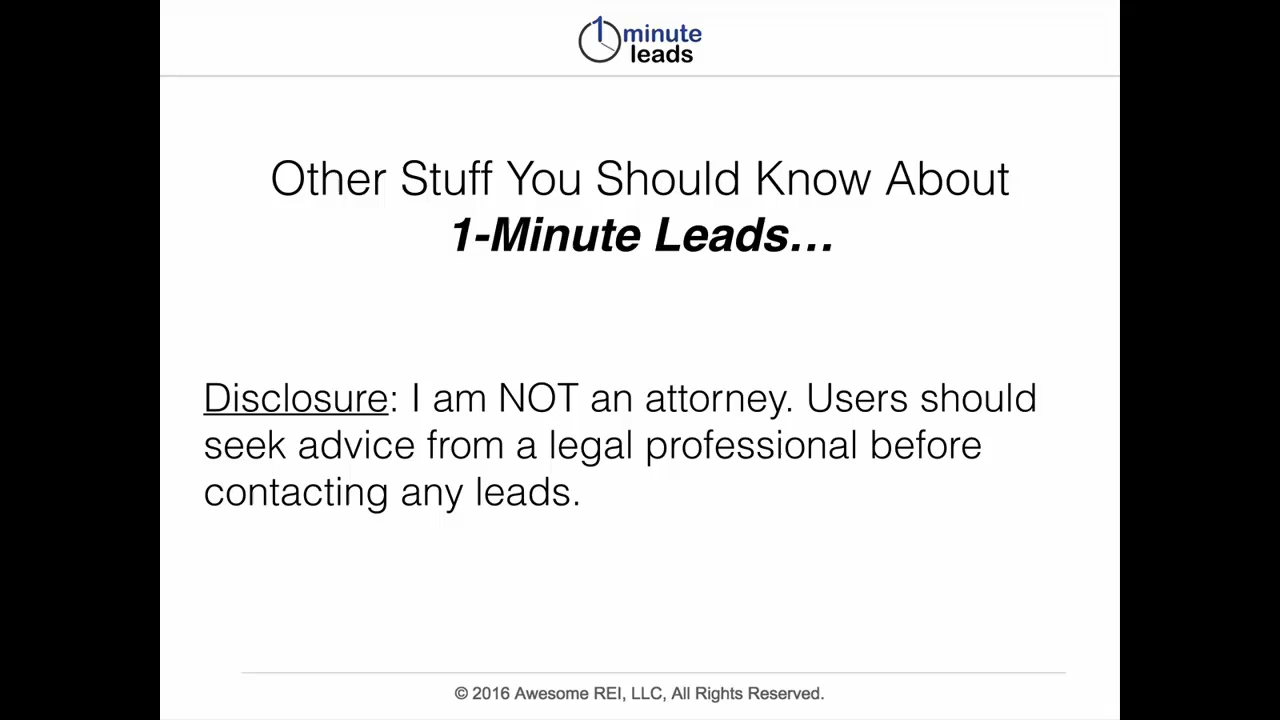 1 minute
leads
Other Stuff You Should Know About
1-Minute Leads...
Disclosure: I am NOT an attorney. Users should
seek advice from a legal professional before
contacting any leads.
© 2016 Awesome REI, LLC, All Rights Reserved.